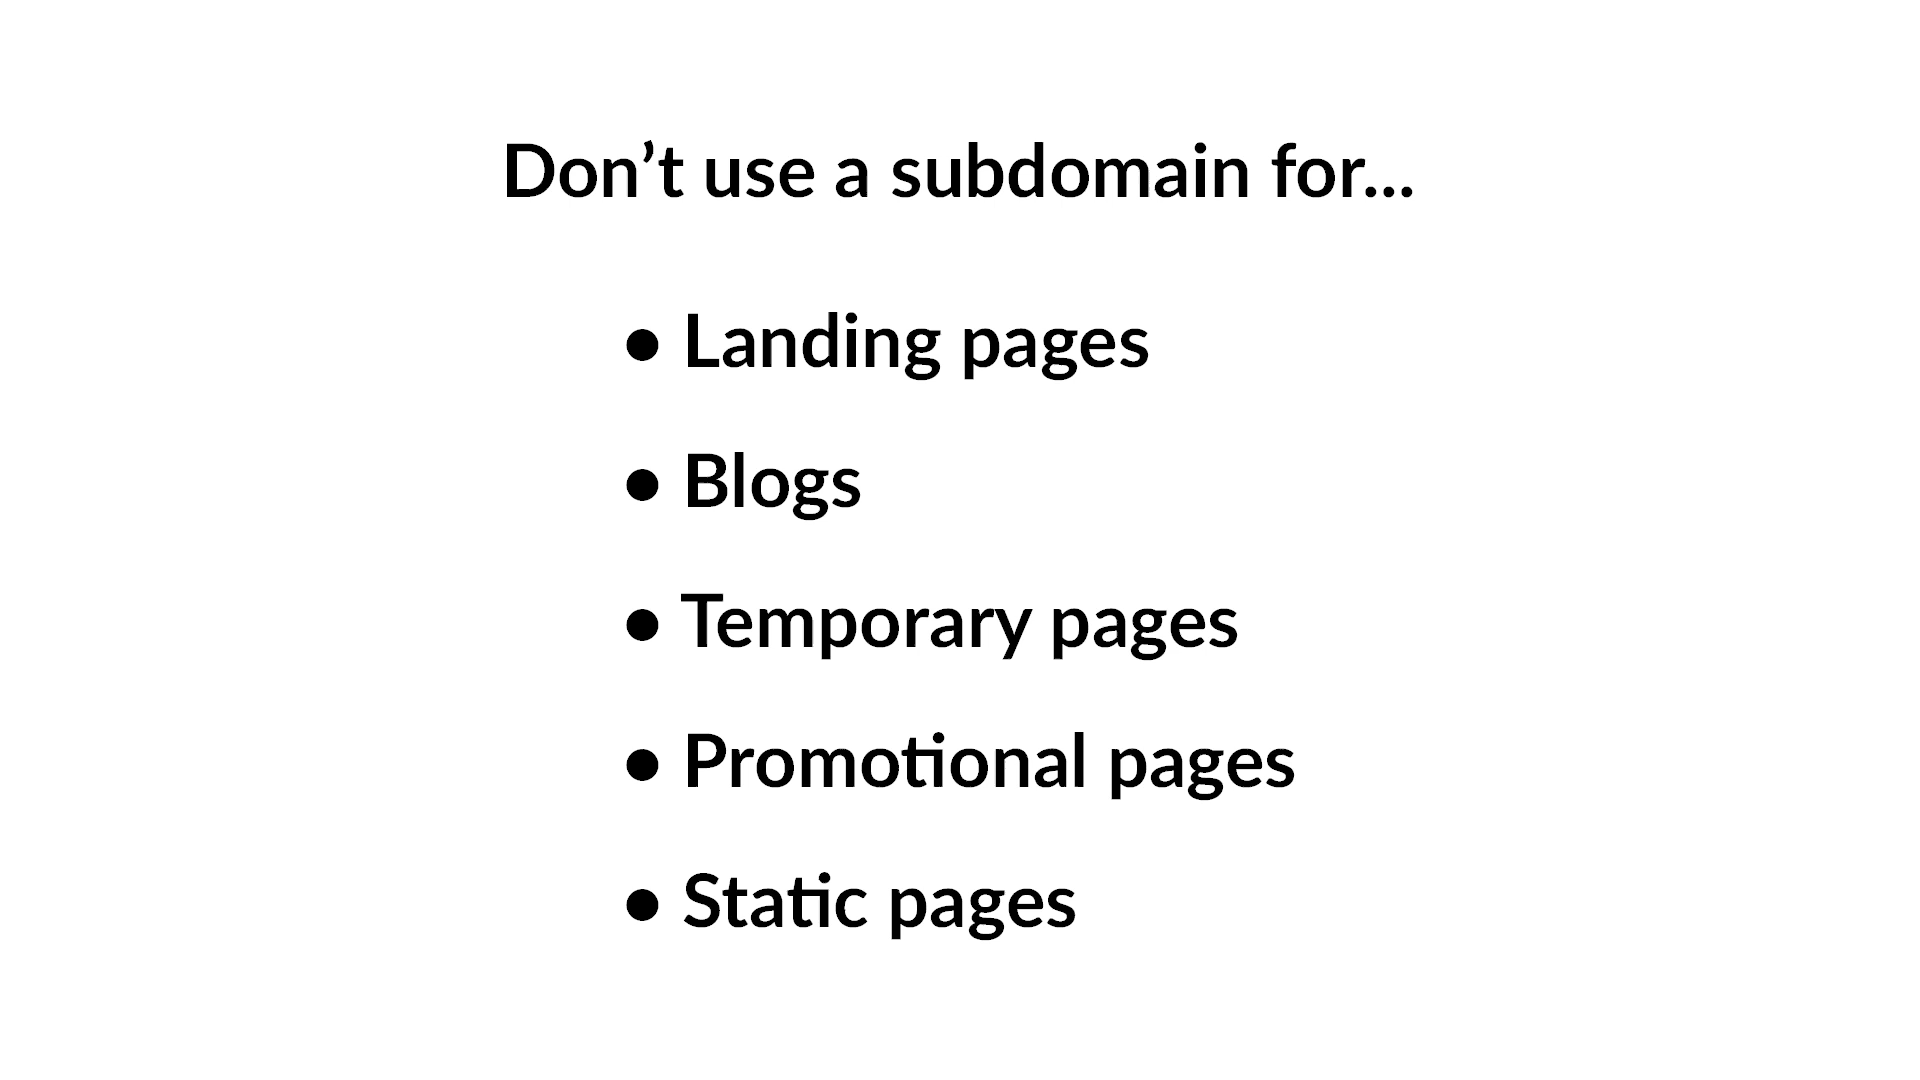 Don’t use a subdomain for...
● Landing pages
● Blogs
● Temporary pages
● Promotional pages
● Static pages